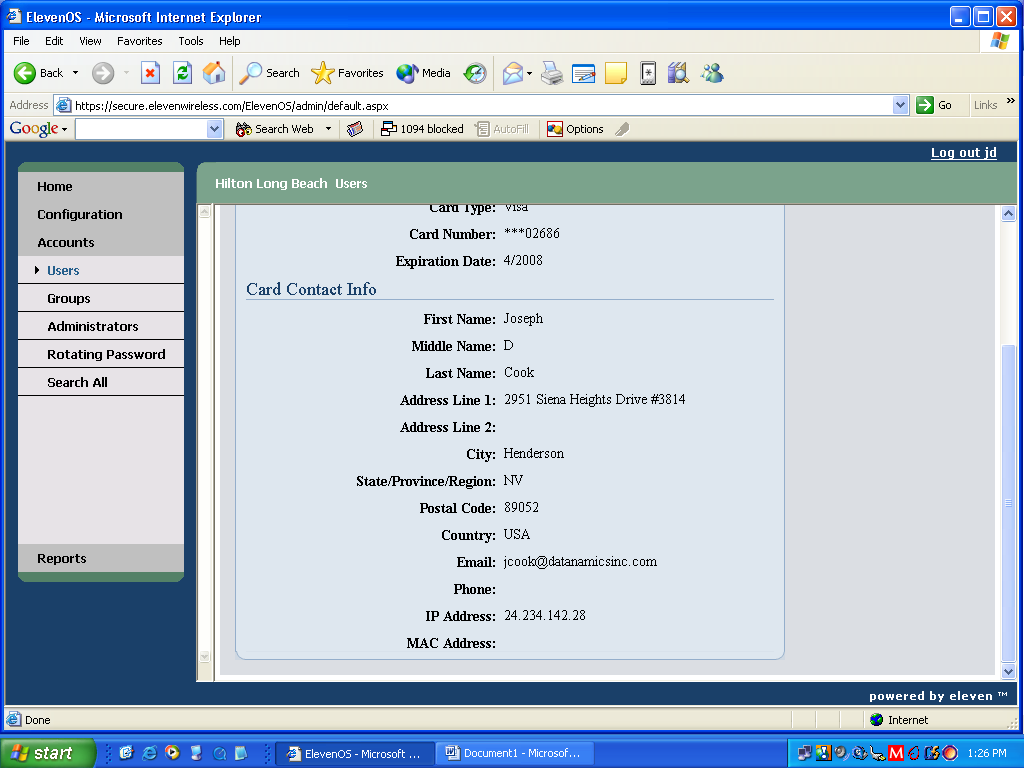 ElevenOS - Microsoft Internet Explorer
File Edit View Favorites Tools Help
Back Search Favorites Media
Address https://secure.elevenwireless.com/ElevenOS/admin/default.aspx Go Links »
Google Search Web 1094 blocked AutoFill Options
Log out jd
Home
Configuration
Accounts
Users
Groups
Administrators
Rotating Password
Search All
Reports
Hilton Long Beach Users
Card Type: Visa
Card Number: ***02686
Expiration Date: 4/2008
Card Contact Info
First Name: Joseph
Middle Name: D
Last Name: Cook
Address Line 1: 2951 Siena Heights Drive #3814
Address Line 2:
City: Henderson
State/Province/Region: NV
Postal Code: 89052
Country: USA
Email: jcook@datanamicsinc.com
Phone:
IP Address: 24.234.142.28
MAC Address:
powered by eleven ™
Done Internet
start ElevenOS - Microsoft ... Document1 - Microsof... 1:26 PM